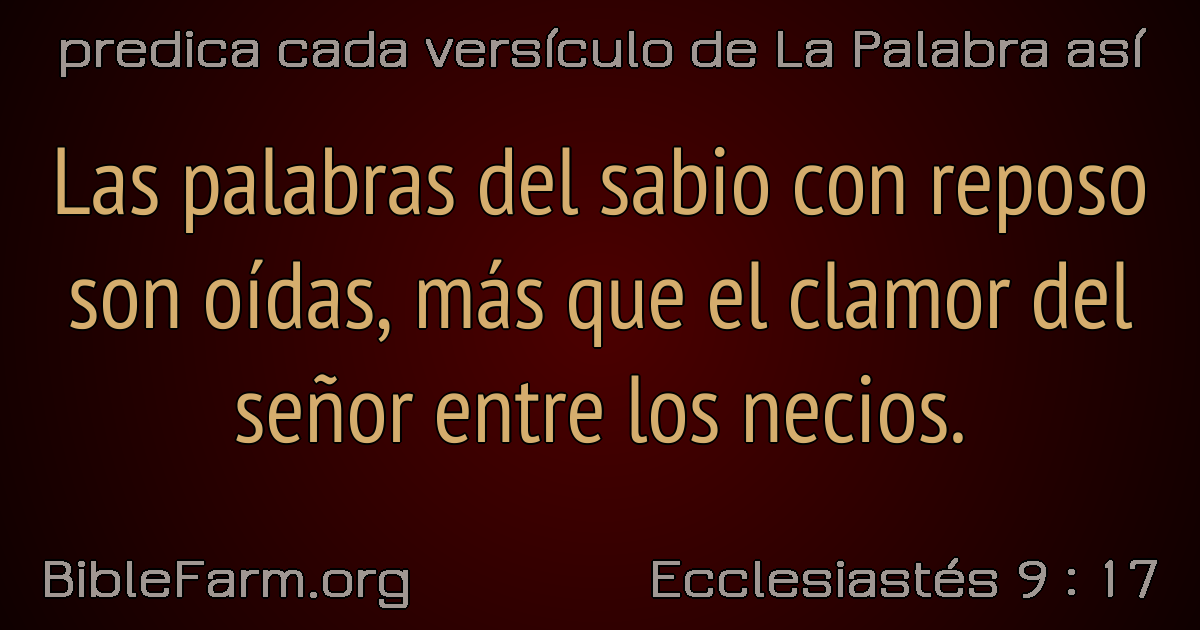 predica cada versículo de La Palabra así
Las palabras del sabio con reposo
son oídas, más que el clamor del
señor entre los necios.
BibleFarm.org
Ecclesiastés 9 : 17